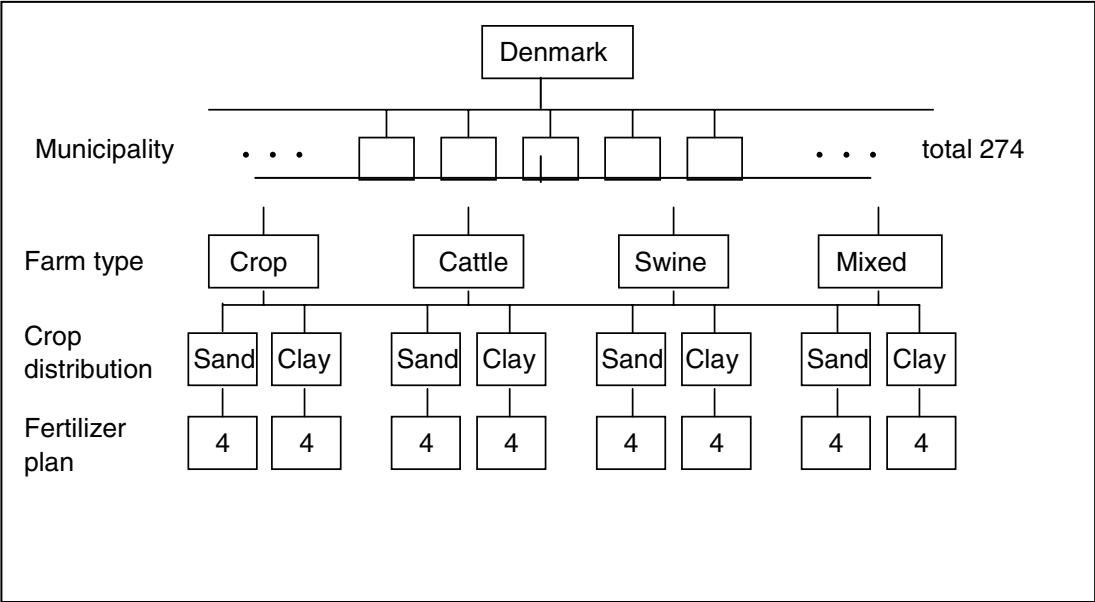 Denmark
Municipality . . . . . . total 274
Farm type Crop Cattle Swine Mixed
Crop
distribution Sand Clay Sand Clay Sand Clay Sand Clay
Fertilizer
plan 4 4 4 4 4 4 4 4